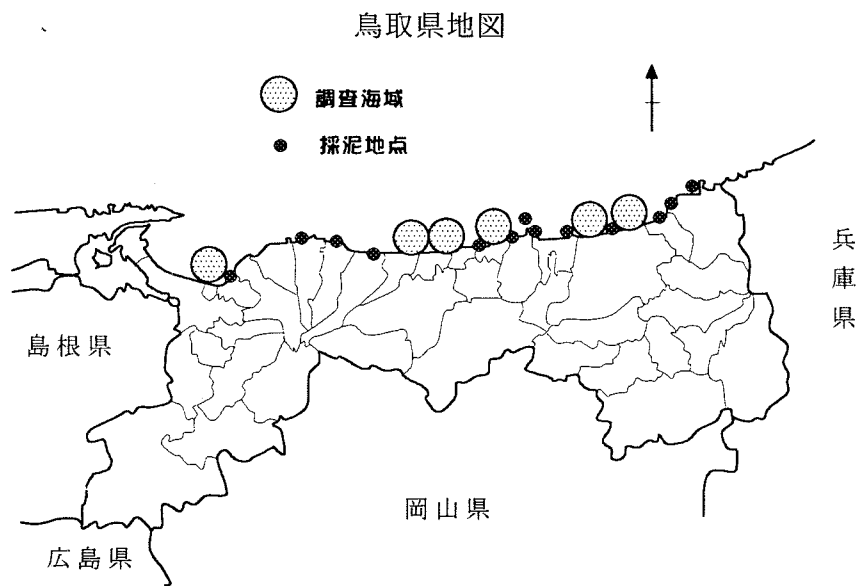 鳥取県地図
調査海域
採泥地点
兵庫県
島根県
岡山県
広島県